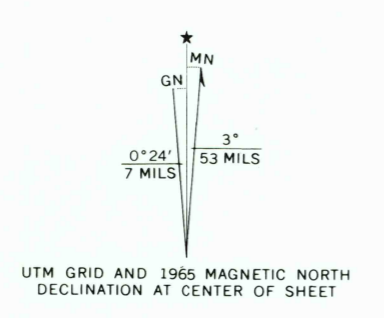 MN
GN
0°24′
7 MILS
3°
53 MILS
UTM GRID AND 1965 MAGNETIC NORTH
DECLINATION AT CENTER OF SHEET